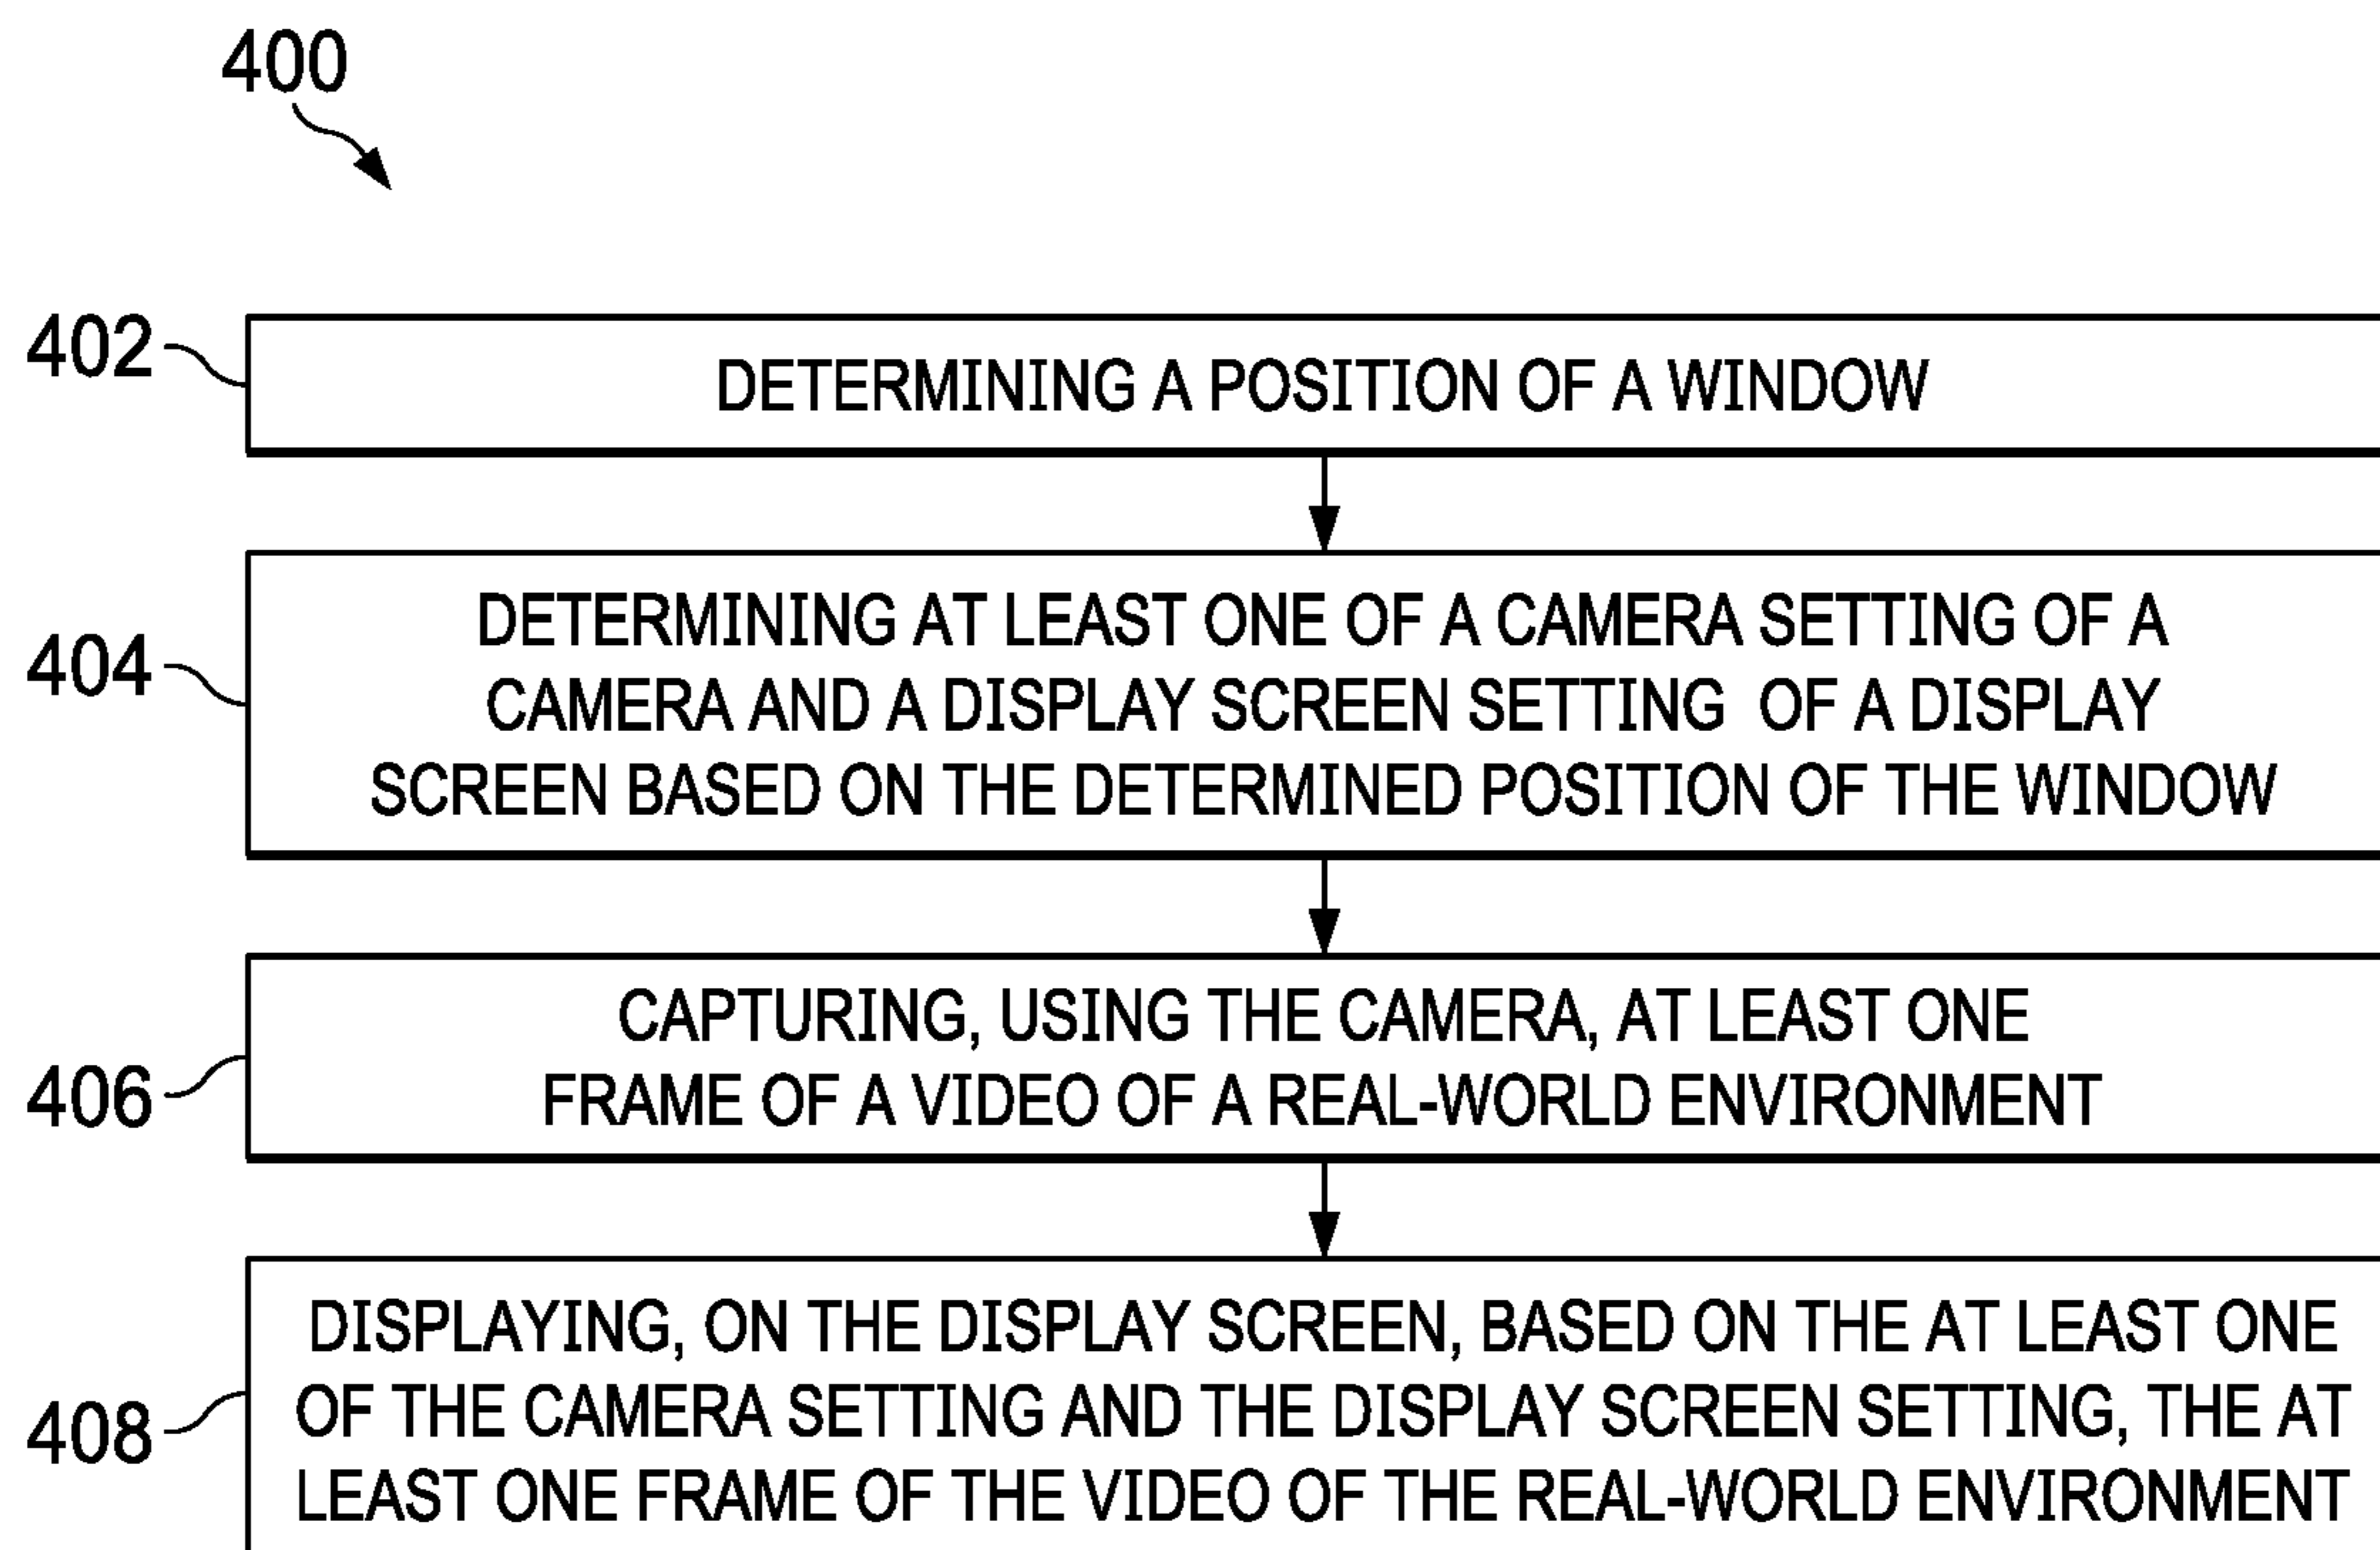 400
402
DETERMINING A POSITION OF A WINDOW
404
DETERMINING AT LEAST ONE OF A CAMERA SETTING OF A
CAMERA AND A DISPLAY SCREEN SETTING OF A DISPLAY
SCREEN BASED ON THE DETERMINED POSITION OF THE WINDOW
406
CAPTURING, USING THE CAMERA, AT LEAST ONE
FRAME OF A VIDEO OF A REAL-WORLD ENVIRONMENT
408
DISPLAYING, ON THE DISPLAY SCREEN, BASED ON THE AT LEAST ONE
OF THE CAMERA SETTING AND THE DISPLAY SCREEN SETTING, THE AT
LEAST ONE FRAME OF THE VIDEO OF THE REAL-WORLD ENVIRONMENT